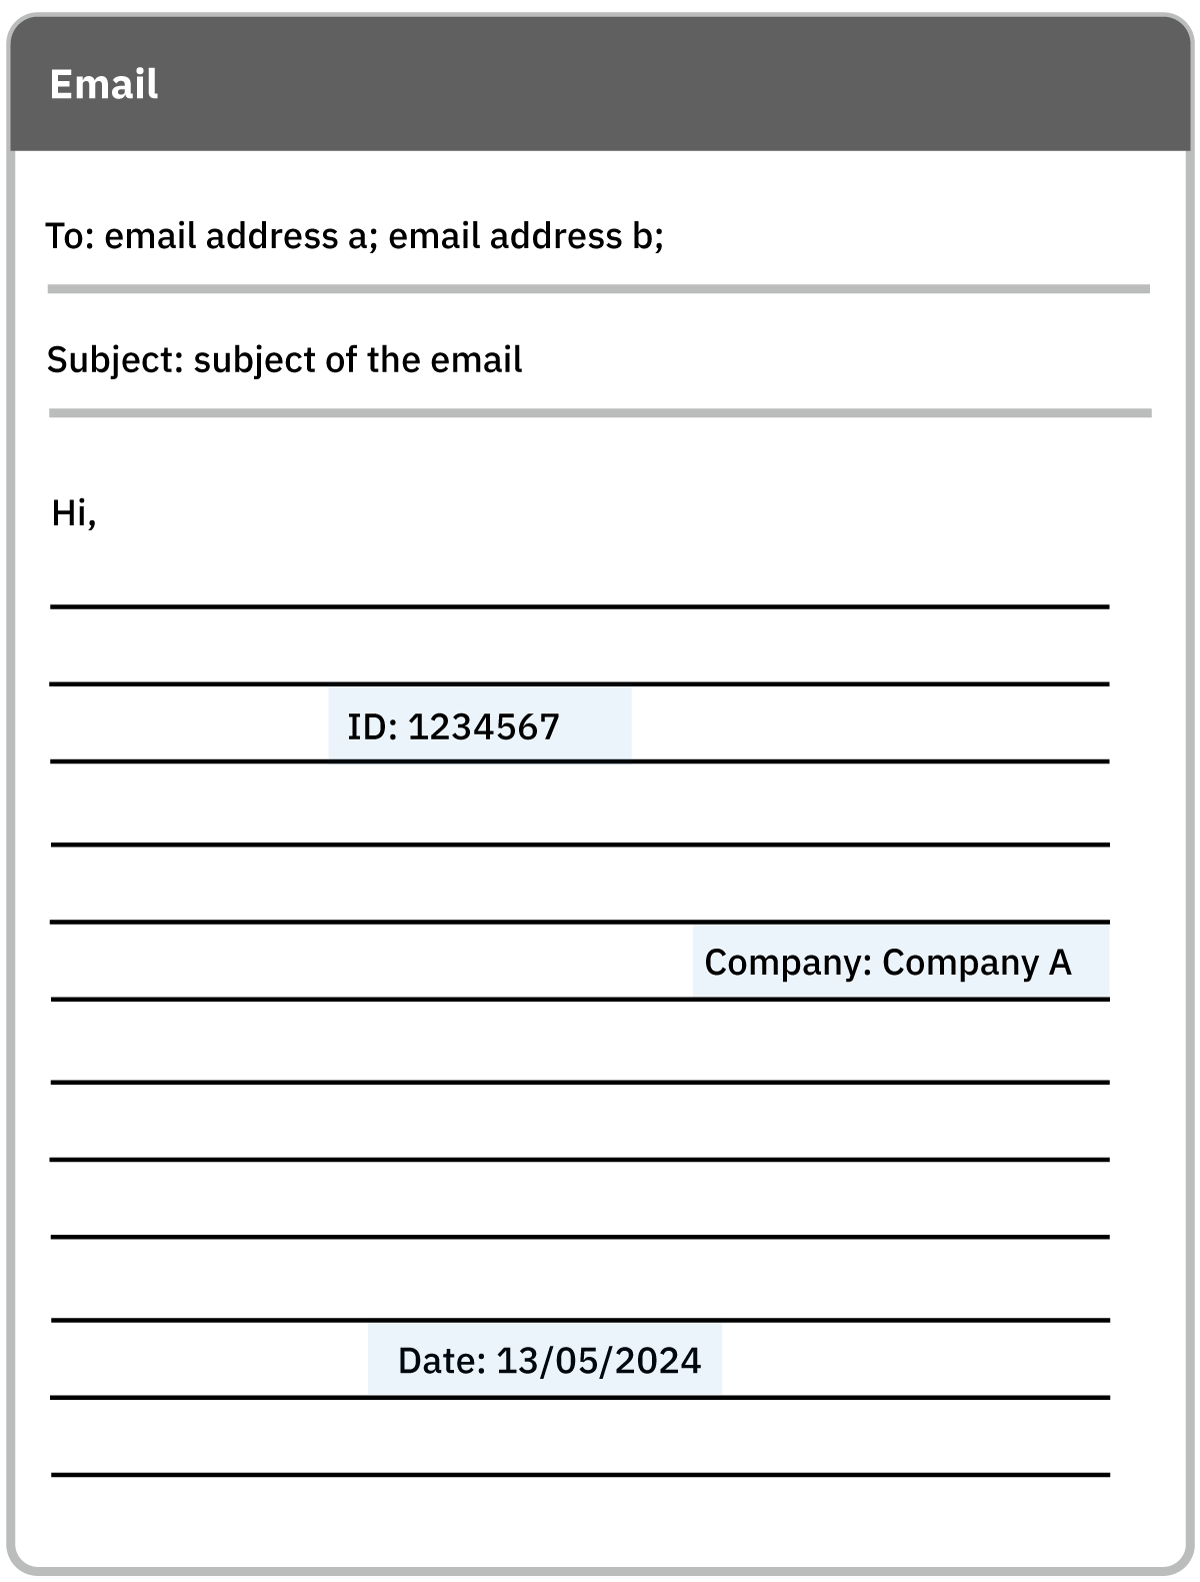 Email
To: email address a; email address b;
Subject: subject of the email
Hi,
ID: 1234567
Company: Company A
Date: 13/05/2024